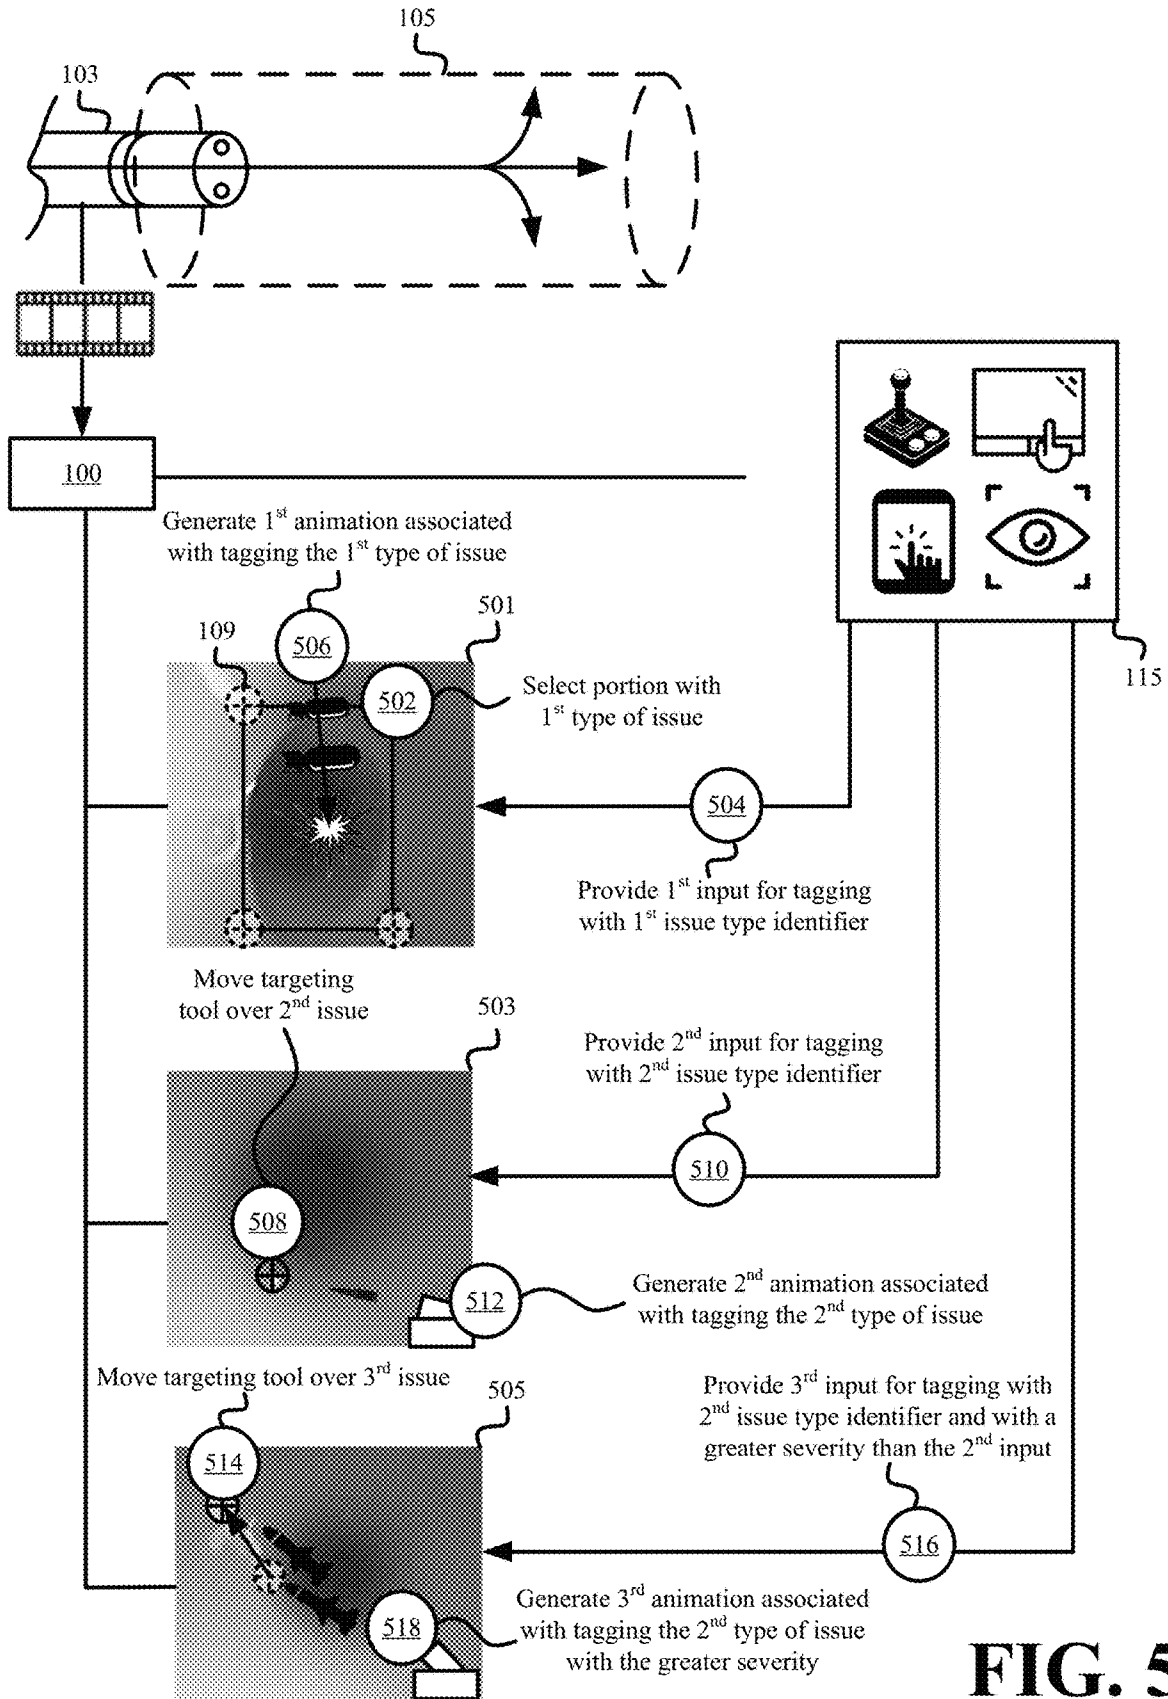 105
103
100
Generate 1st animation associated
with tagging the 1st type of issue
501
109
506
115
502
Select portion with
1st type of issue
504
Provide 1st input for tagging
with 1st issue type identifier
Move targeting
tool over 2nd issue
503
Provide 2nd input for tagging
with 2nd issue type identifier
510
508
512
Generate 2nd animation associated
with tagging the 2nd type of issue
Move targeting tool over 3rd issue
505
Provide 3rd input for tagging with
2nd issue type identifier and with a
greater severity than the 2nd input
514
516
Generate 3rd animation associated
with tagging the 2nd type of issue
with the greater severity
518
FIG. 5